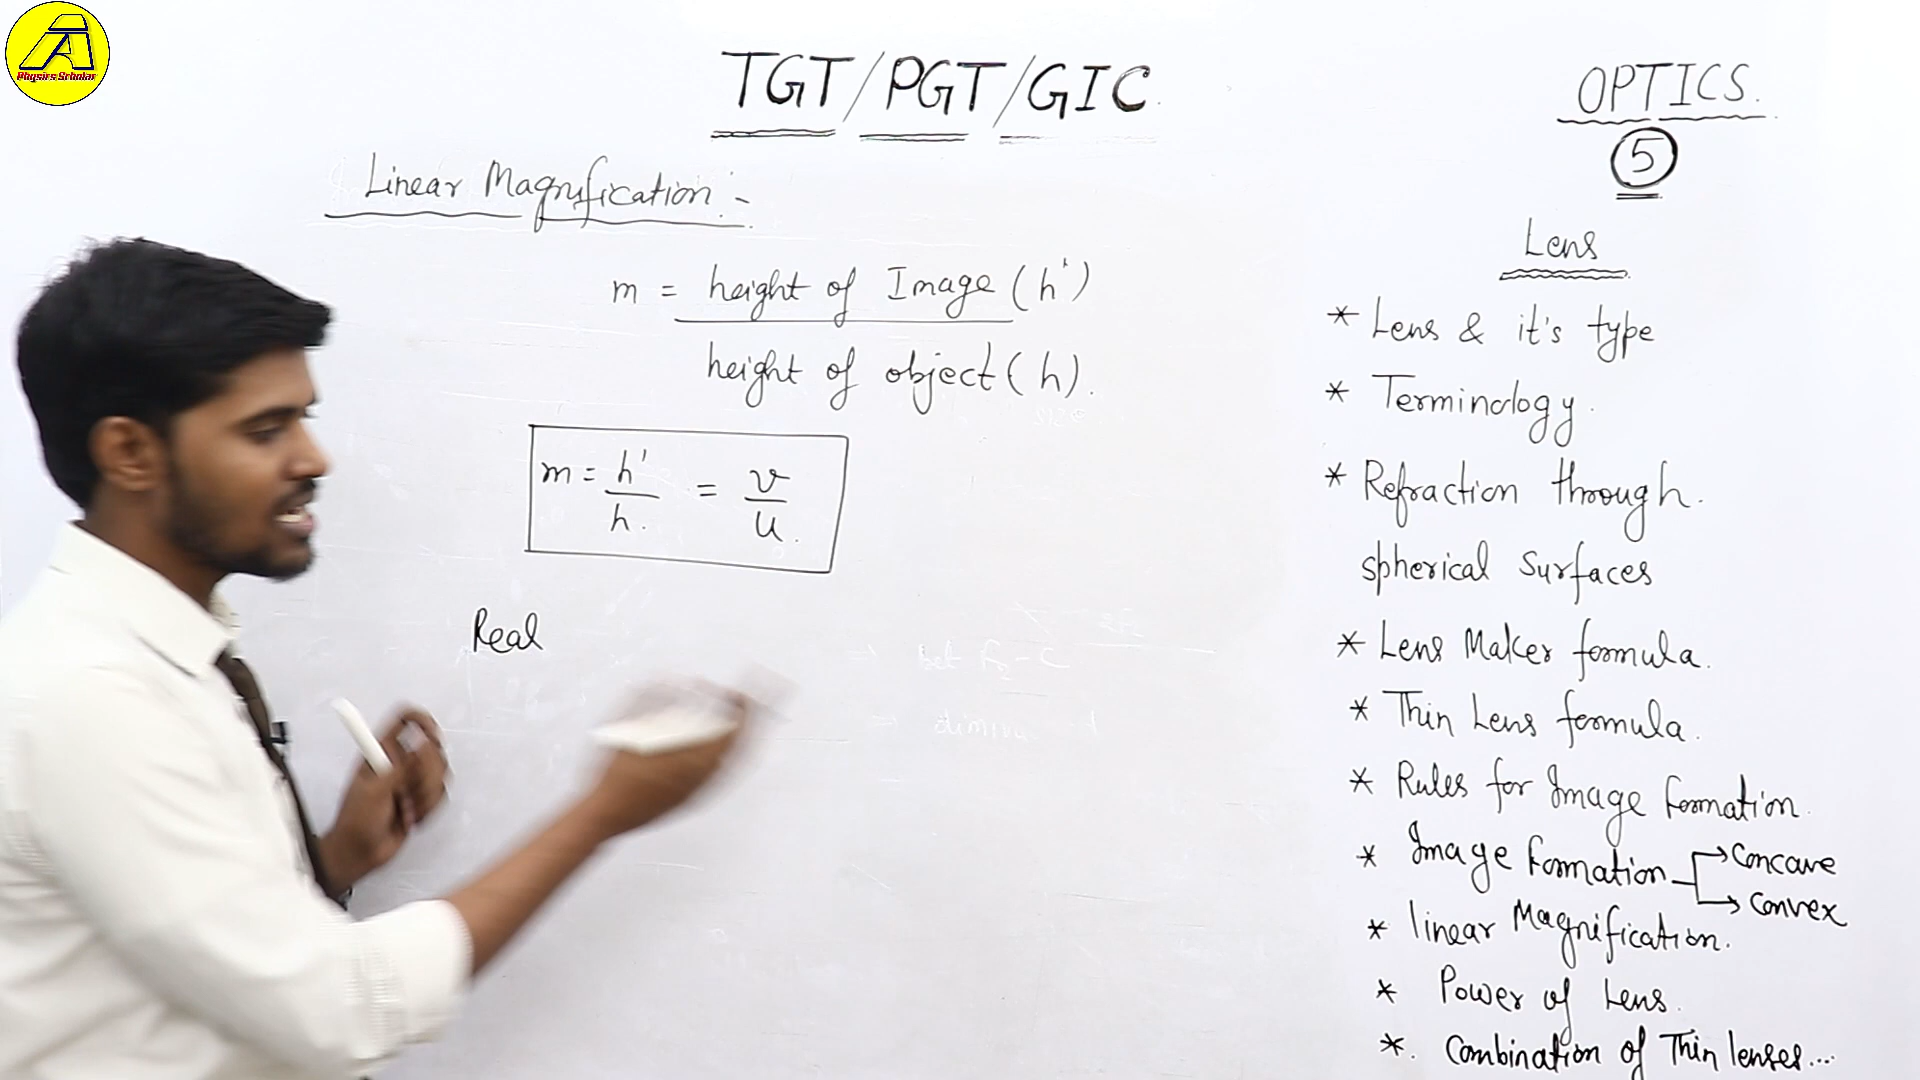 Physics Scholar
TGT/PGT/GIC
Linear Magnification:-
m = height of Image (h')
height of object (h).
m = h' = v
h. u.
Real
bet F2-C
OPTICS.
5
Lens
* Lens & it's type
* Terminology.
* Refraction through.
spherical surfaces
* Lens Maker formula.
* Thin Lens formula.
* Rules for Image Formation.
* Image Formation → Concave
→ Convex
* linear Magnification.
* Power of Lens.
*. Combination of Thin lenses...